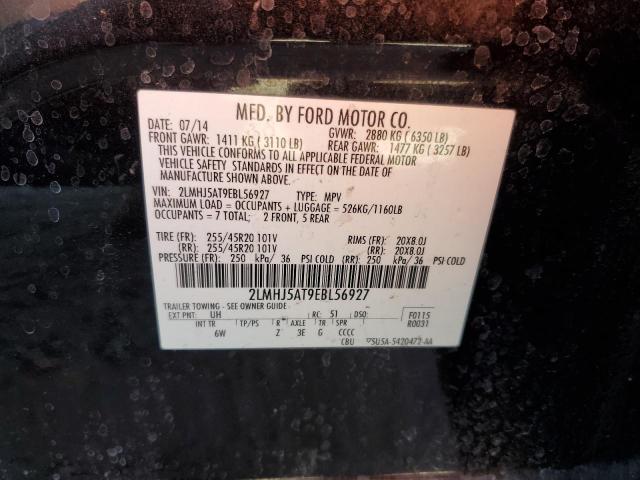 MFD. BY FORD MOTOR CO.
DATE: 07/14 GVWR: 2880 KG ( 6350 LB)
FRONT GAWR: 1411 KG ( 3110 LB) REAR GAWR: 1477 KG ( 3257 LB)
THIS VEHICLE CONFORMS TO ALL APPLICABLE FEDERAL MOTOR
VEHICLE SAFETY STANDARDS IN EFFECT ON THE DATE OF
MANUFACTURE SHOWN ABOVE.
VIN: 2LMHJ5AT9EBL56927 TYPE: MPV
MAXIMUM LOAD = OCCUPANTS + LUGGAGE = 526KG/1160LB
OCCUPANTS = 7 TOTAL; 2 FRONT, 5 REAR
TIRE (FR): 255/45R20 101V RIMS (FR): 20X8.0J
(RR): 255/45R20 101V (RR): 20X8.0J
PRESSURE (FR): 250 kPa/ 36 PSI COLD (RR): 250 kPa/ 36 PSI COLD
2LMHJ5AT9EBL56927
TRAILER TOWING - SEE OWNER GUIDE
EXT PNT: UH RC: 51 DSO: F0115
R0031
INT TR TP/PS R AXLE TR SPR
6W Z 3E G CCCC
CBU